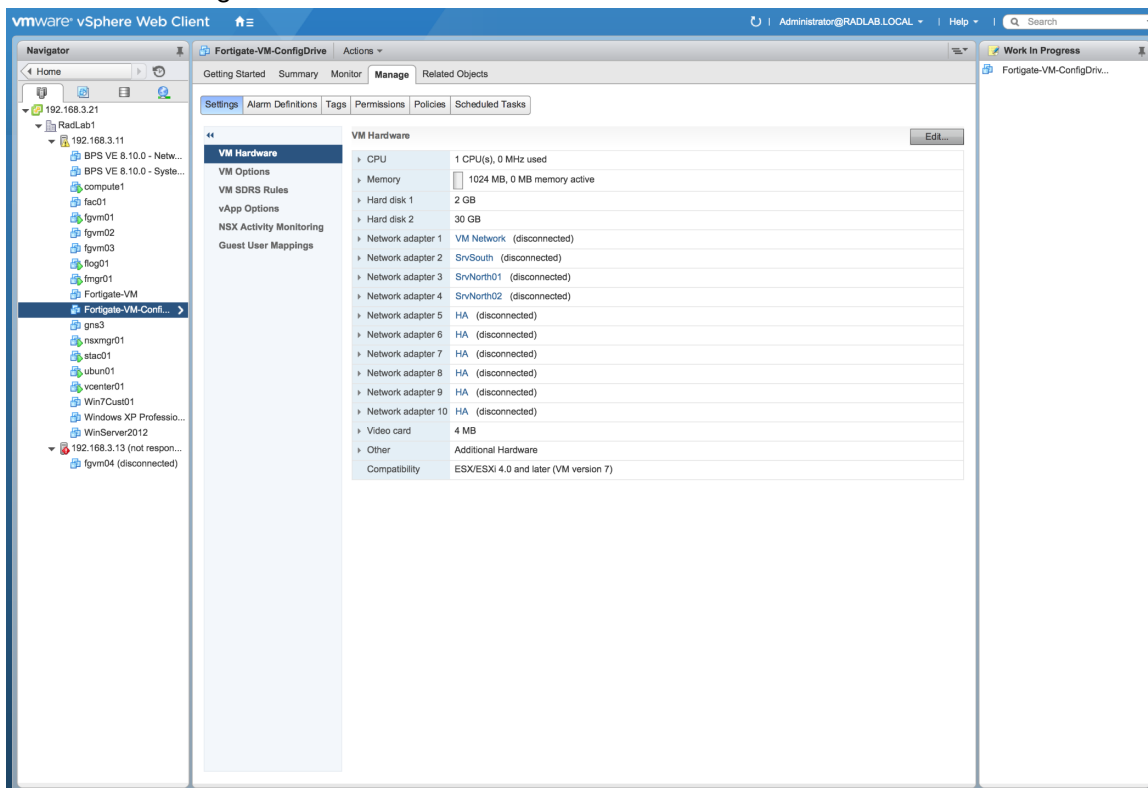 vmware® vSphere Web Client
Administrator@RADLAB.LOCAL
Help
Search
Navigator
Home
192.168.3.21
RadLab1
192.168.3.11
BPS VE 8.10.0 - Netw...
BPS VE 8.10.0 - Syste...
compute1
fac01
fgvm01
fgvm02
fgvm03
flog01
fmgr01
Fortigate-VM
Fortigate-VM-Confi...
gns3
nsxmgr01
stac01
ubun01
vcenter01
Win7Cust01
Windows XP Professio...
WinServer2012
192.168.3.13 (not respon...
fgvm04 (disconnected)
Fortigate-VM-ConfigDrive Actions
Getting Started Summary Monitor Manage Related Objects
Settings Alarm Definitions Tags Permissions Policies Scheduled Tasks
VM Hardware
VM Options
VM SDRS Rules
vApp Options
NSX Activity Monitoring
Guest User Mappings
VM Hardware Edit...
CPU 1 CPU(s), 0 MHz used
Memory 1024 MB, 0 MB memory active
Hard disk 1 2 GB
Hard disk 2 30 GB
Network adapter 1 VM Network (disconnected)
Network adapter 2 SrvSouth (disconnected)
Network adapter 3 SrvNorth01 (disconnected)
Network adapter 4 SrvNorth02 (disconnected)
Network adapter 5 HA (disconnected)
Network adapter 6 HA (disconnected)
Network adapter 7 HA (disconnected)
Network adapter 8 HA (disconnected)
Network adapter 9 HA (disconnected)
Network adapter 10 HA (disconnected)
Video card 4 MB
Other Additional Hardware
Compatibility ESX/ESXi 4.0 and later (VM version 7)
Work In Progress
Fortigate-VM-ConfigDriv...